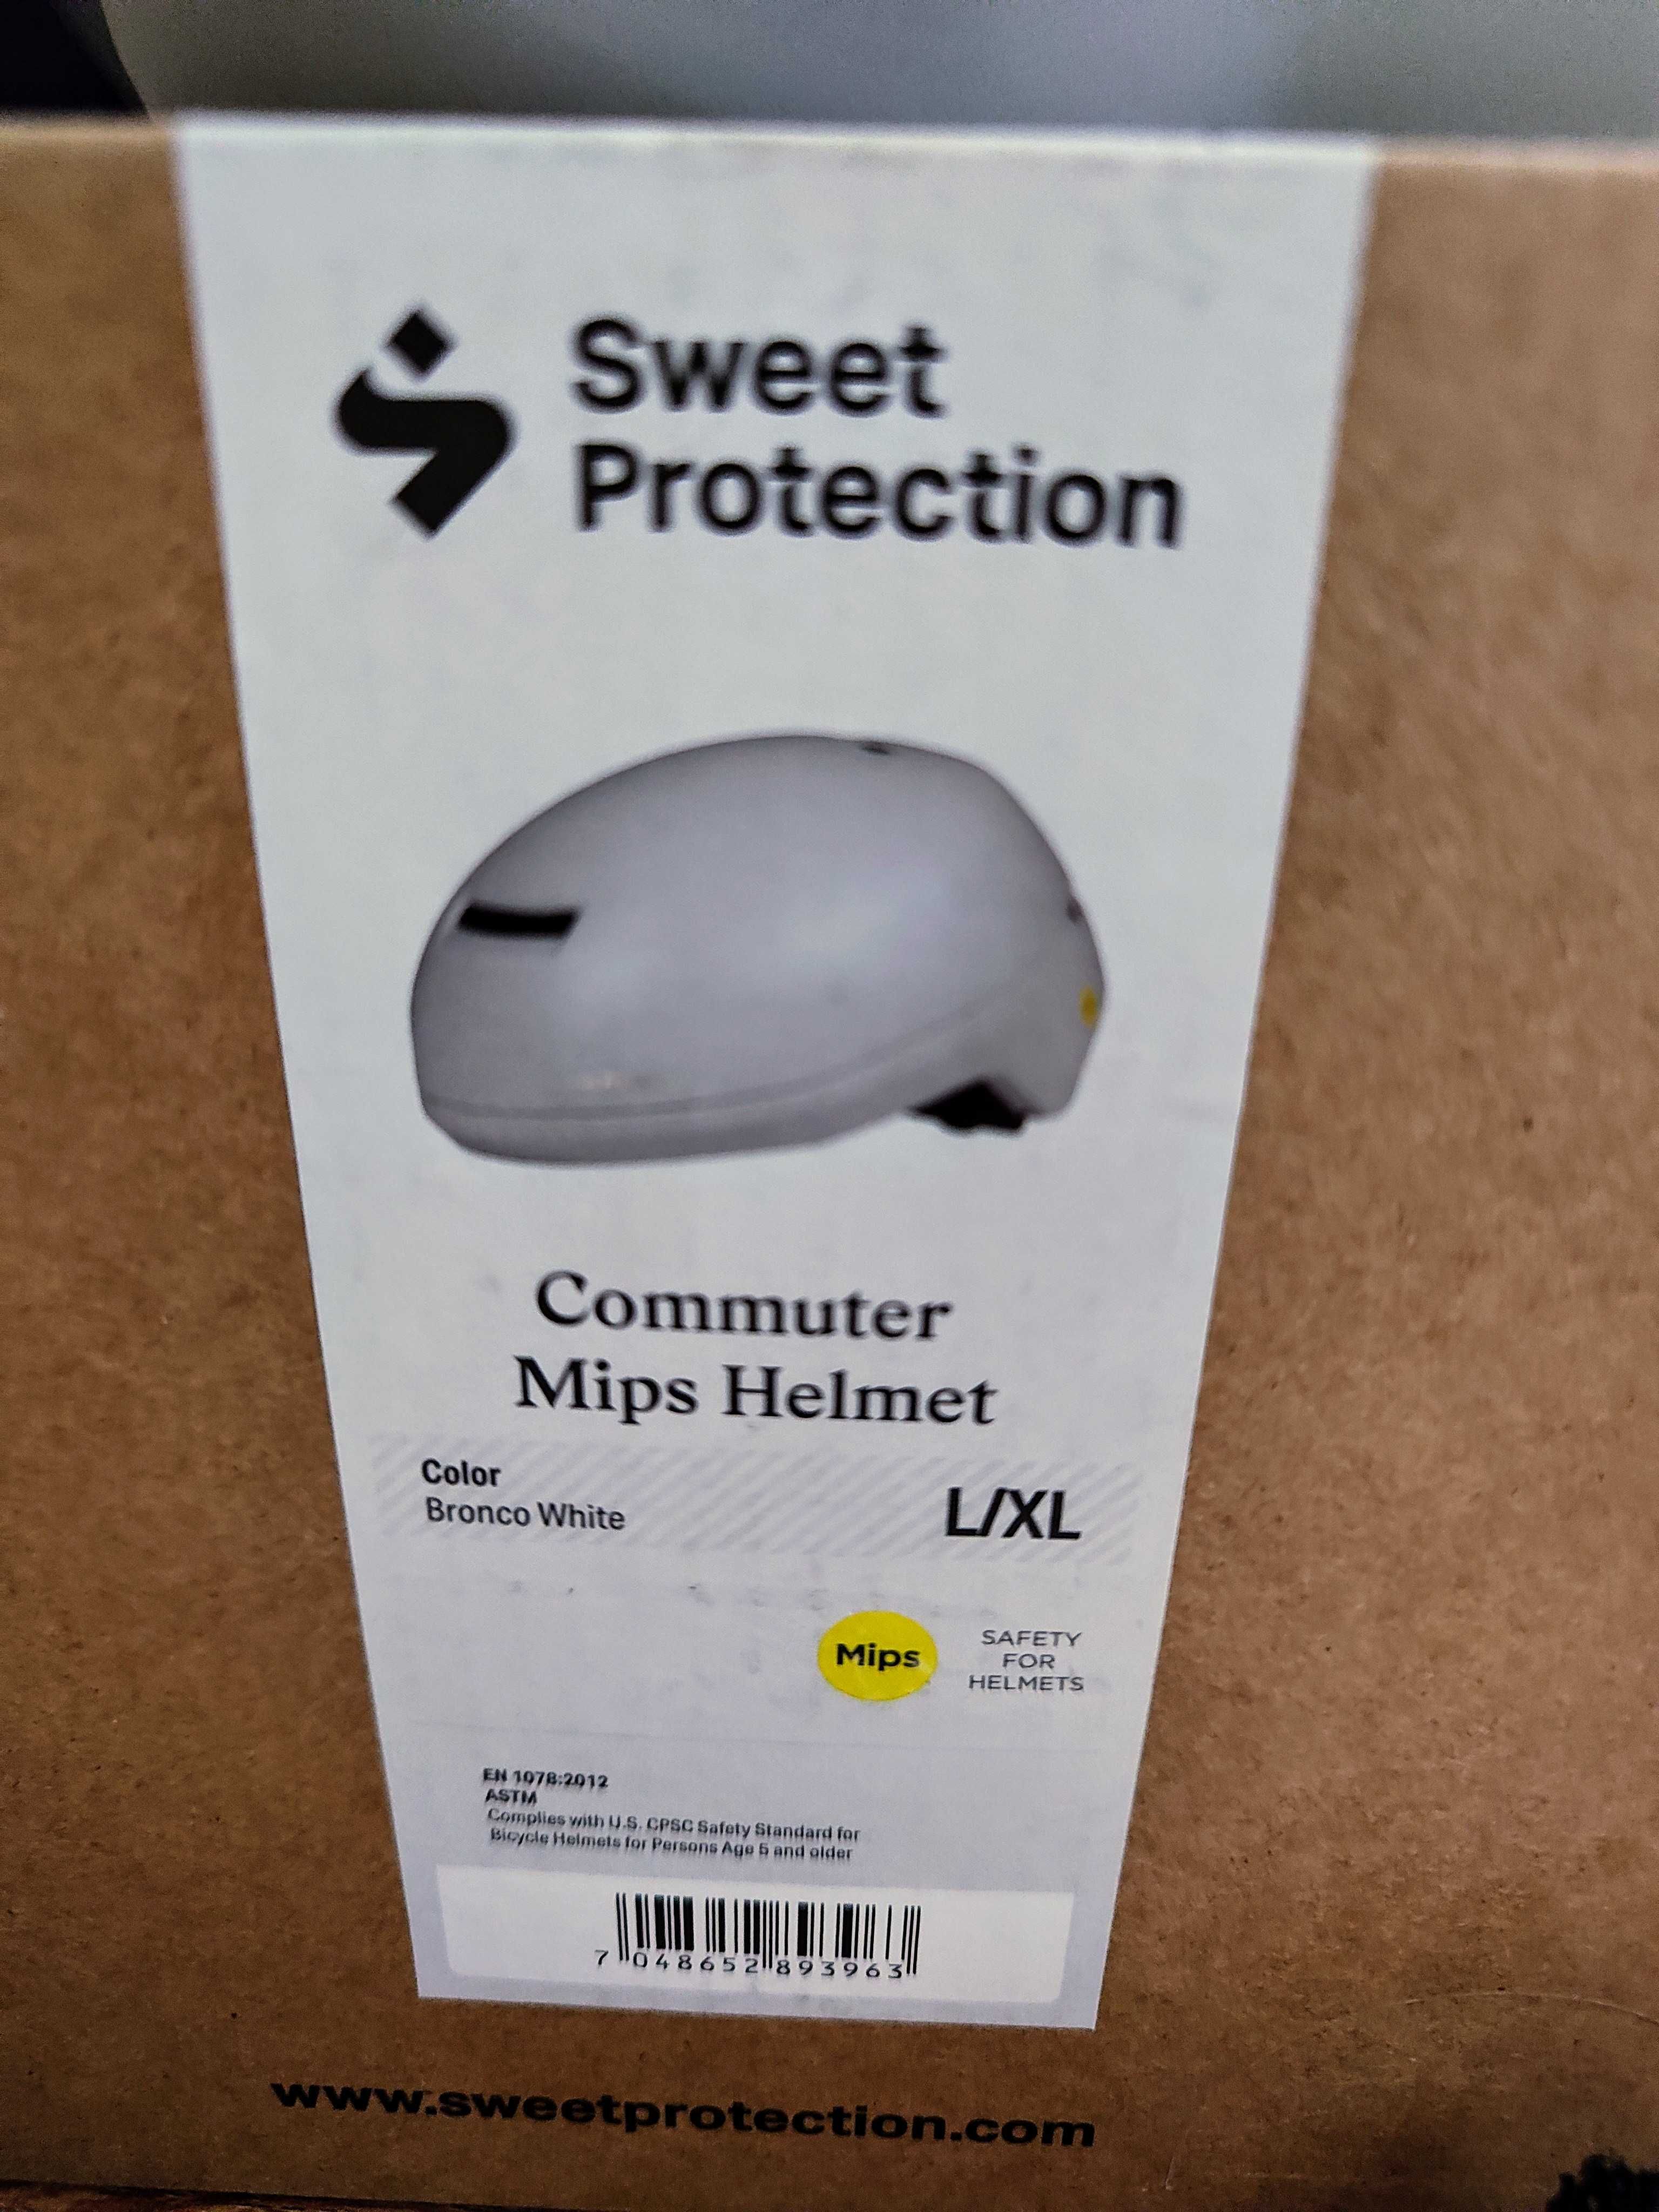 Sweet
Protection
Commuter
Mips Helmet
Color
Bronco White
L/XL
Mips
SAFETY
FOR
HELMETS
EN 1078:2012
ASTM
Complies with U.S. CPSC Safety Standard for
Bicycle Helmets for Persons Age 5 and older
7 048652 893963
www.sweetprotection.com